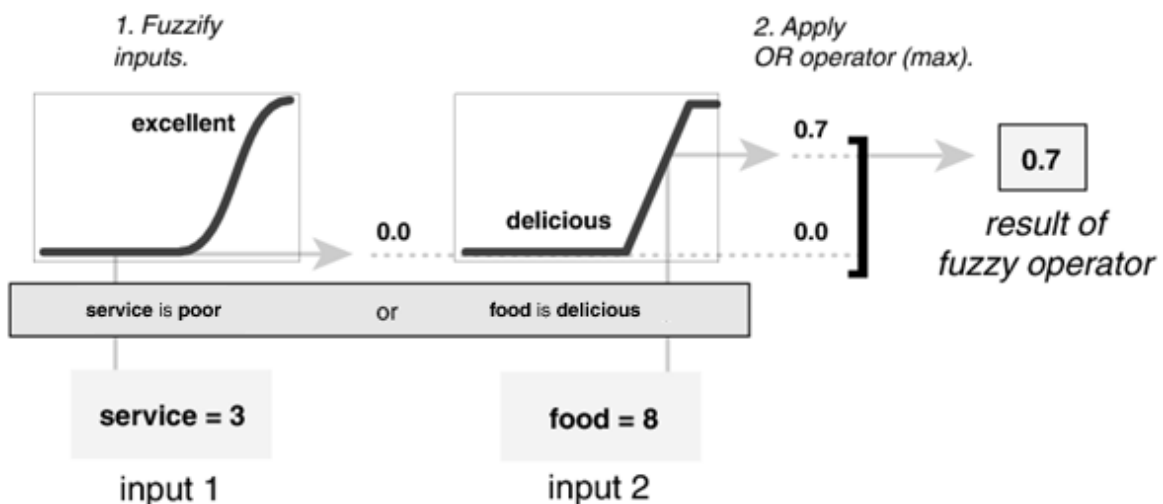 1. Fuzzify
inputs.
2. Apply
OR operator (max).
excellent
delicious
0.0
0.7
0.0
0.7
result of
fuzzy operator
service is poor
or
food is delicious
service = 3
food = 8
input 1
input 2